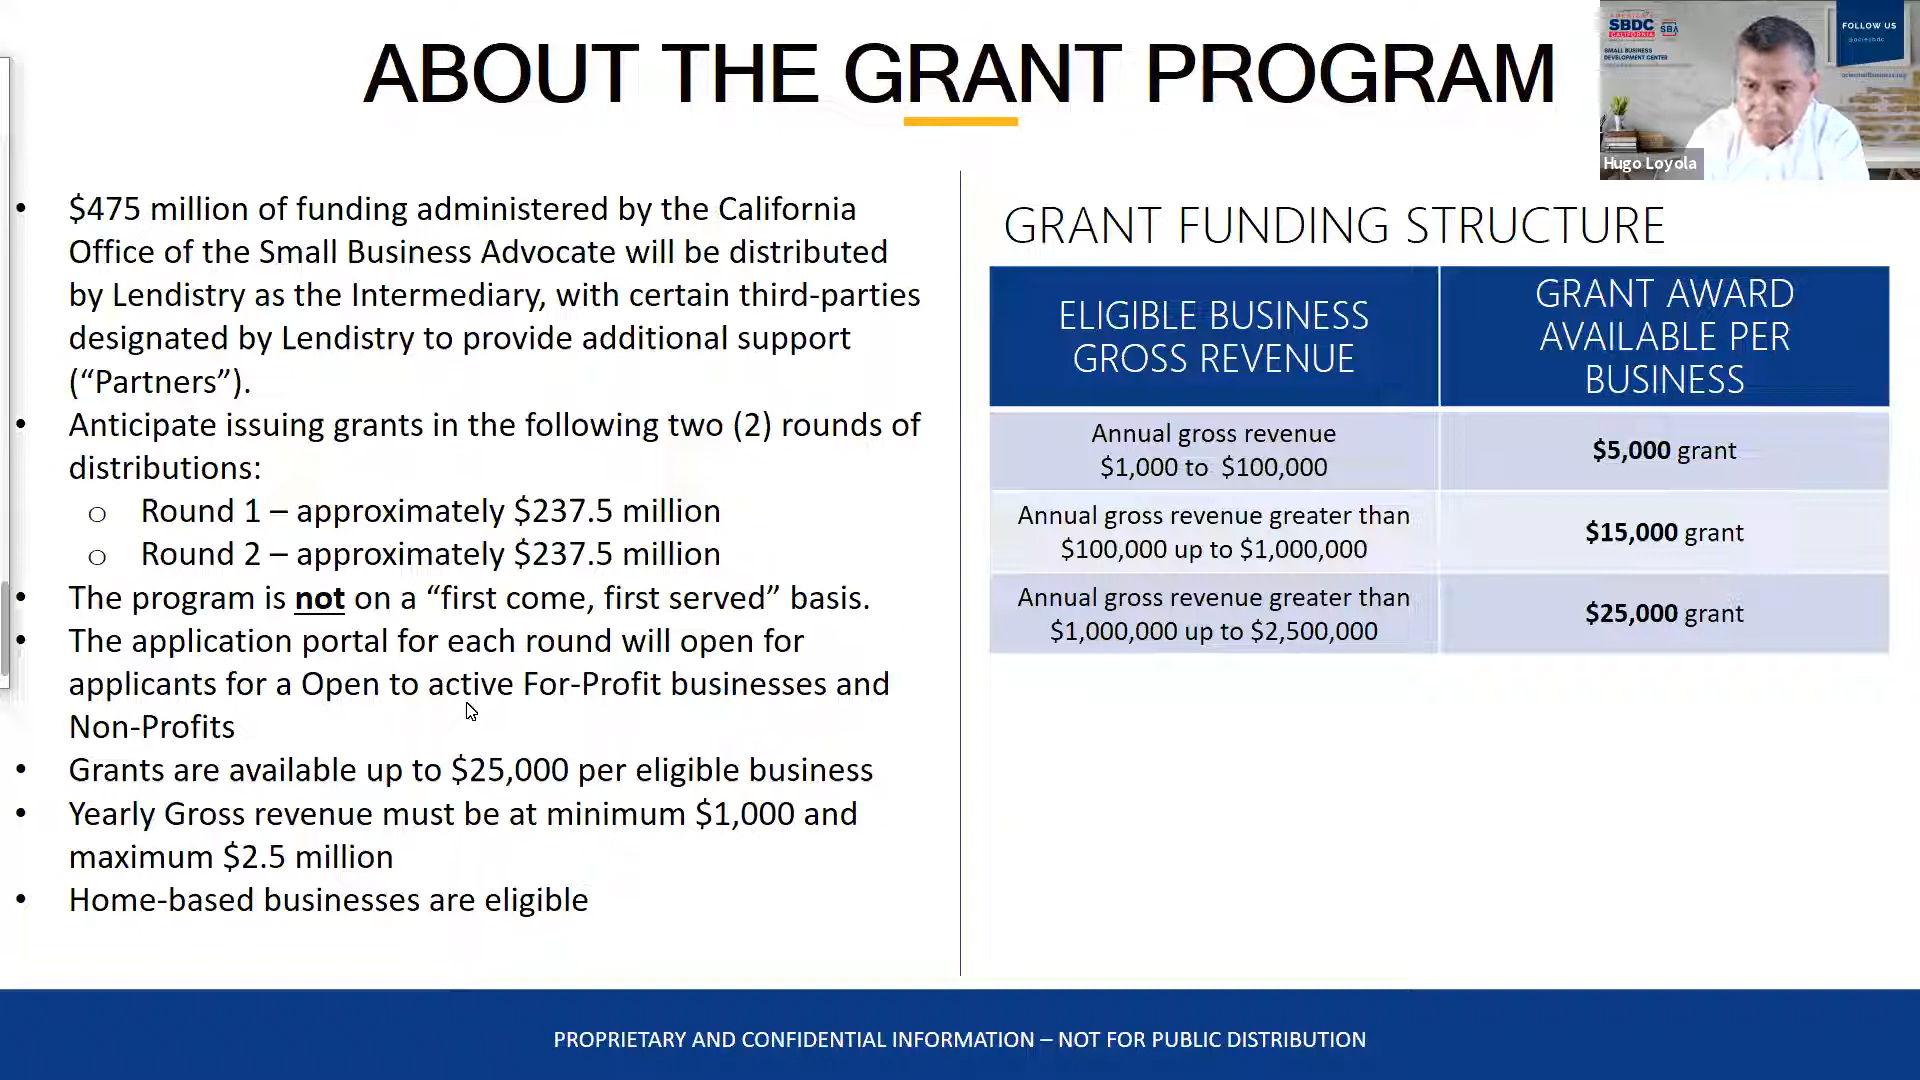 ABOUT THE GRANT PROGRAM
SBDC
CALIFORNIA
SBA
SMALL BUSINESS
DEVELOPMENT CENTER
FOLLOW US
Hugo Loyola
• $475 million of funding administered by the California
Office of the Small Business Advocate will be distributed
by Lendistry as the Intermediary, with certain third-parties
designated by Lendistry to provide additional support
(“Partners”).
• Anticipate issuing grants in the following two (2) rounds of
distributions:
o Round 1 – approximately $237.5 million
o Round 2 – approximately $237.5 million
• The program is not on a “first come, first served” basis.
• The application portal for each round will open for
applicants for a Open to active For-Profit businesses and
Non-Profits
• Grants are available up to $25,000 per eligible business
• Yearly Gross revenue must be at minimum $1,000 and
maximum $2.5 million
• Home-based businesses are eligible
GRANT FUNDING STRUCTURE
ELIGIBLE BUSINESS
GROSS REVENUE
GRANT AWARD
AVAILABLE PER
BUSINESS
Annual gross revenue
$1,000 to $100,000
$5,000 grant
Annual gross revenue greater than
$100,000 up to $1,000,000
$15,000 grant
Annual gross revenue greater than
$1,000,000 up to $2,500,000
$25,000 grant
PROPRIETARY AND CONFIDENTIAL INFORMATION – NOT FOR PUBLIC DISTRIBUTION